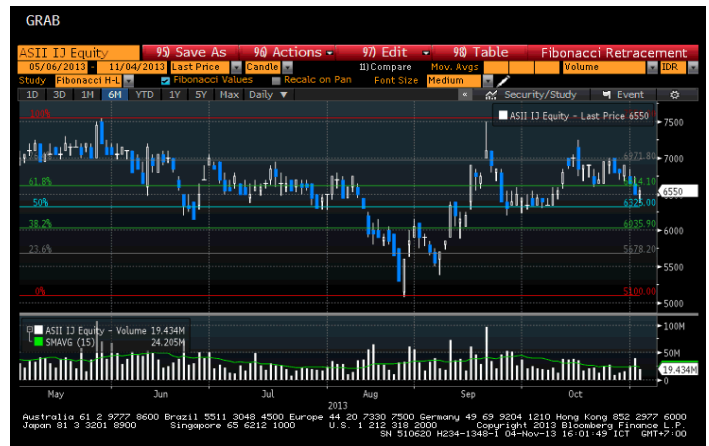 GRAB
ASII IJ Equity 95) Save As 96) Actions 97) Edit 98) Table Fibonacci Retracement
05/06/2013 - 11/04/2013 Last Price Candle 11) Compare Mov. Avgs Volume IDR
Study Fibonacci H-L Fibonacci Values Recalc on Pan Font Size Medium
1D 3D 1M 6M YTD 1Y 5Y Max Daily ▼ « Security/Study Event
100%
ASII IJ Equity - Last Price 6550
7500
6971.80
7000
61.8%
6550
50% 6325.00
38.2% 6035.90
6000
23.6% 5678.20
5500
0% 5100.00
5000
ASII IJ Equity - Volume 19.434M
SMAVG (15) 24.205M
100M
50M
19.434M
May Jun Jul Aug Sep Oct
2013
Australia 61 2 9777 8600 Brazil 5511 3048 4500 Europe 44 20 7330 7500 Germany 49 69 9204 1210 Hong Kong 852 2977 6000
Japan 81 3 3201 8900 Singapore 65 6212 1000 U.S. 1 212 318 2000 Copyright 2013 Bloomberg Finance L.P.
SN 510620 H234-1348-1 04-Nov-13 16:01:49 ICT GMT+7:00